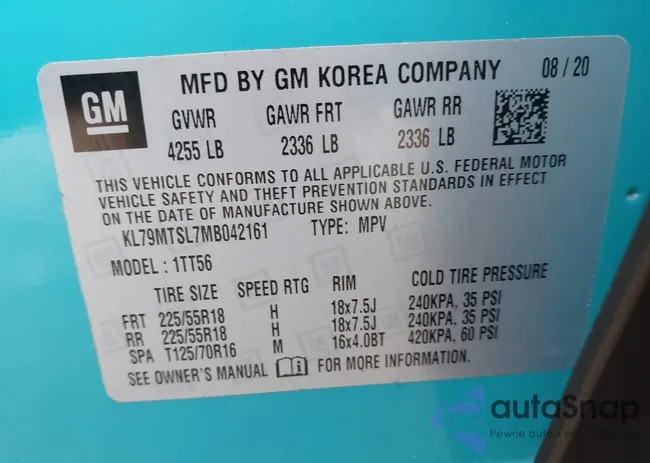 GM
MFD BY GM KOREA COMPANY 08/20
GVWR GAWR FRT GAWR RR
4255 LB 2336 LB 2336 LB
THIS VEHICLE CONFORMS TO ALL APPLICABLE U.S. FEDERAL MOTOR
VEHICLE SAFETY AND THEFT PREVENTION STANDARDS IN EFFECT
ON THE DATE OF MANUFACTURE SHOWN ABOVE.
KL79MTSL7MB042161 TYPE: MPV
MODEL : 1TT56
TIRE SIZE SPEED RTG RIM COLD TIRE PRESSURE
FRT 225/55R18 H 18x7.5J 240KPA, 35 PSI
RR 225/55R18 H 18x7.5J 240KPA, 35 PSI
SPA T125/70R16 M 16x4.0BT 420KPA, 60 PSI
SEE OWNER'S MANUAL i FOR MORE INFORMATION.
autaSnap
Pewne auto z